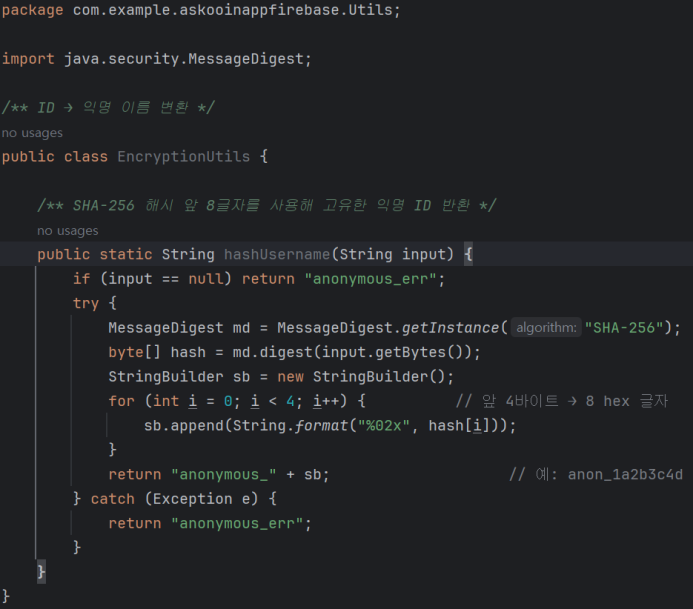 package com.example.askooinappfirebase.Utils;
import java.security.MessageDigest;
/** ID → 익명 이름 변환 */
no usages
public class EncryptionUtils {
/** SHA-256 해시 앞 8글자를 사용해 고유한 익명 ID 반환 */
no usages
public static String hashUsername(String input) {
if (input == null) return "anonymous_err";
try {
MessageDigest md = MessageDigest.getInstance( algorithm: "SHA-256");
byte[] hash = md.digest(input.getBytes());
StringBuilder sb = new StringBuilder();
for (int i = 0; i < 4; i++) { // 앞 4바이트 → 8 hex 글자
sb.append(String.format("%02x", hash[i]));
}
return "anonymous_" + sb; // 예: anon_1a2b3c4d
} catch (Exception e) {
return "anonymous_err";
}
}
}